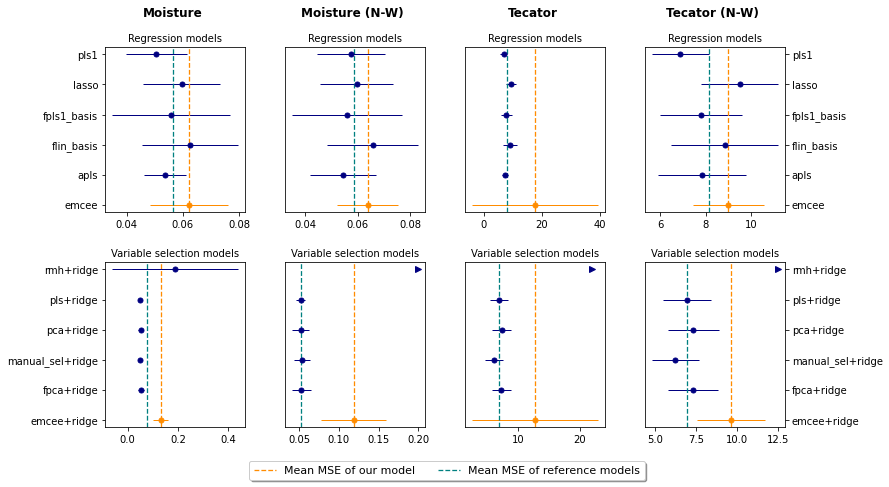 Moisture Moisture (N-W) Tecator Tecator (N-W)
Regression models Regression models Regression models Regression models
pls1 pls1
lasso lasso
fpls1_basis fpls1_basis
flin_basis flin_basis
apls apls
emcee emcee
0.04 0.06 0.08 0.04 0.06 0.08 0 20 40 6 8 10
Variable selection models Variable selection models Variable selection models Variable selection models
rmh+ridge rmh+ridge
pls+ridge pls+ridge
pca+ridge pca+ridge
manual_sel+ridge manual_sel+ridge
fpca+ridge fpca+ridge
emcee+ridge emcee+ridge
0.0 0.2 0.4 0.05 0.10 0.15 0.20 10 20 5.0 7.5 10.0 12.5
Mean MSE of our model Mean MSE of reference models